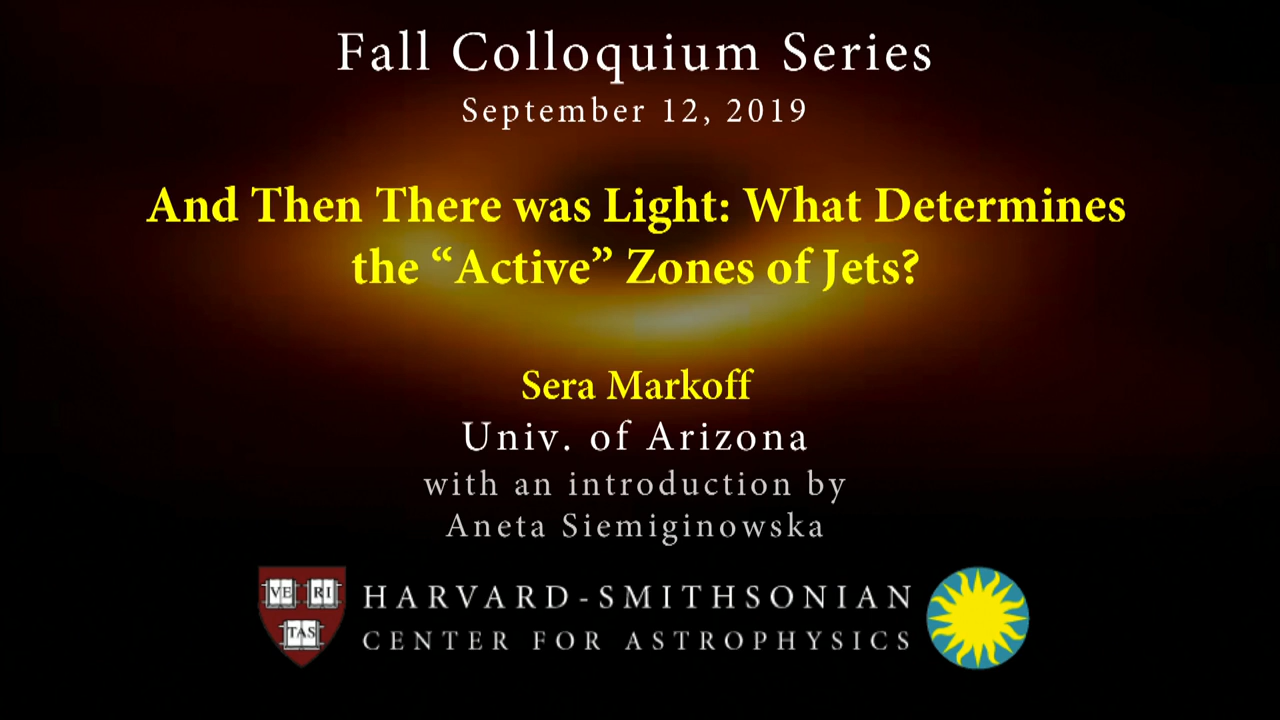 Fall Colloquium Series
September 12, 2019
And Then There was Light: What Determines
the “Active” Zones of Jets?
Sera Markoff
Univ. of Arizona
with an introduction by
Aneta Siemiginowska
VE RI
TAS
HARVARD-SMITHSONIAN
CENTER FOR ASTROPHYSICS